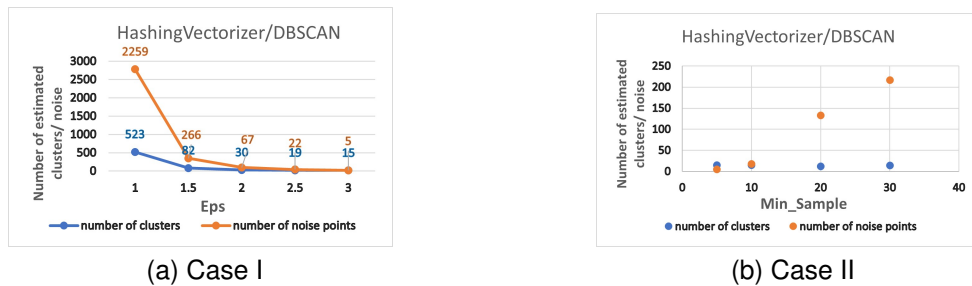 HashingVectorizer/DBSCAN
2259
3000
2500
2000
1500
1000
500
0
523
266
82
67
30
22
19
5
15
1 1.5 2 2.5 3
Number of estimated
clusters/ noise
Eps
number of clusters number of noise points
(a) Case I
HashingVectorizer/DBSCAN
250
200
150
100
50
0
0 10 20 30 40
Number of estimated
clusters/ noise
Min_Sample
number of clusters number of noise points
(b) Case II